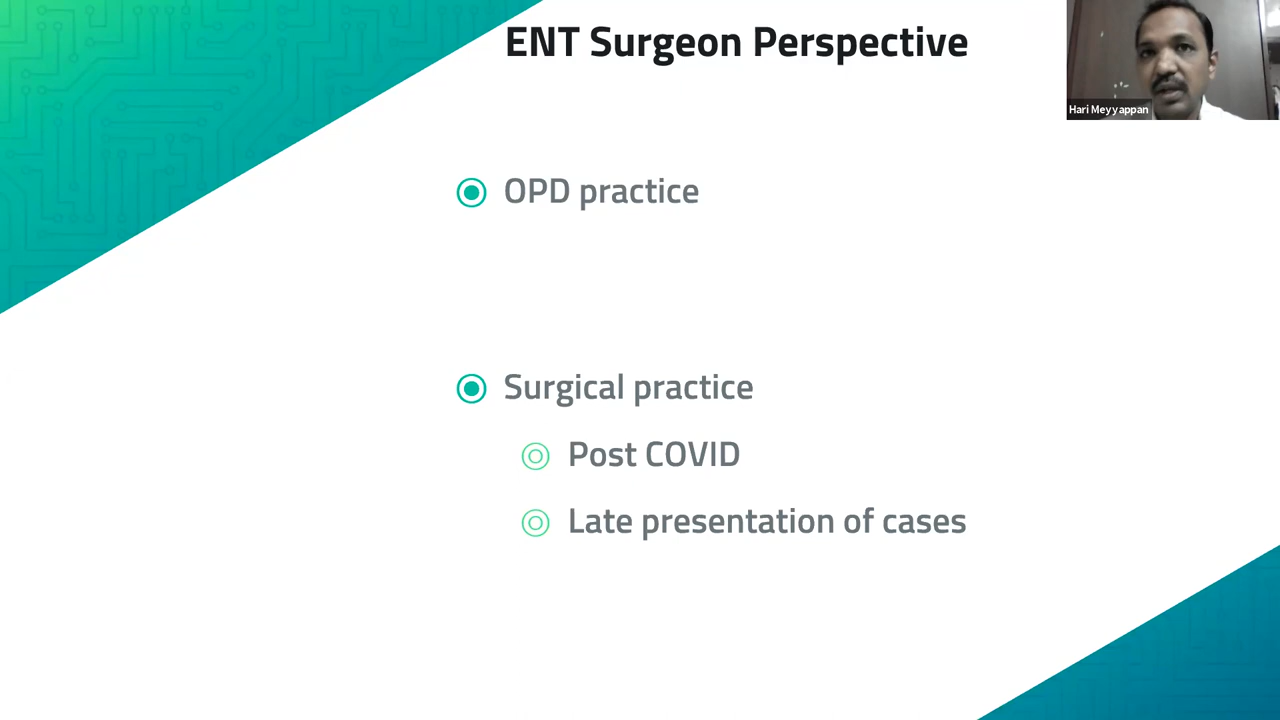 ENT Surgeon Perspective
Hari Meyyappan
OPD practice
Surgical practice
Post COVID
Late presentation of cases